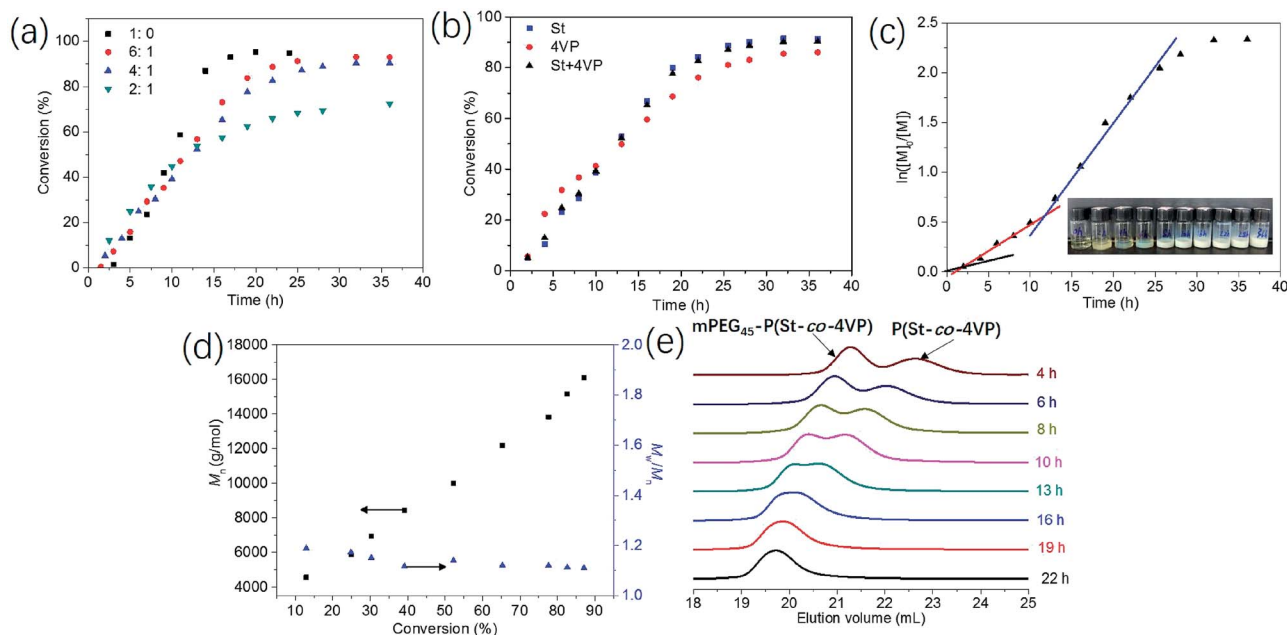 (a)
1: 0
6: 1
4: 1
2: 1
Conversion (%)
100
80
60
40
20
0
0 5 10 15 20 25 30 35 40
Time (h)
(b)
St
4VP
St+4VP
Conversion (%)
100
80
60
40
20
0
0 5 10 15 20 25 30 35 40
Time (h)
(c)
ln([M]0/[M])
2.5
2.0
1.5
1.0
0.5
0.0
0 5 10 15 20 25 30 35 40
Time (h)
(d)
Mn (g/mol)
18000
16000
14000
12000
10000
8000
6000
4000
2.0
1.8
1.6
1.4
1.2
1.0
Mw/Mn
10 20 30 40 50 60 70 80 90
Conversion (%)
(e)
mPEG45-P(St-co-4VP)
P(St-co-4VP)
4 h
6 h
8 h
10 h
13 h
16 h
19 h
22 h
18 19 20 21 22 23 24 25
Elution volume (mL)